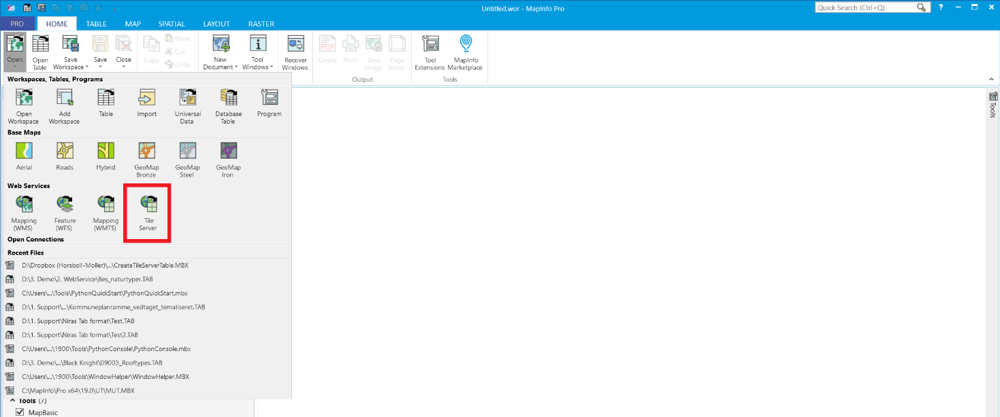 Untitled.wor - MapInfo Pro
Quick Search (Ctrl+Q)
?
PRO HOME TABLE MAP SPATIAL LAYOUT RASTER
Open
Open Table
Save Workspace
Save
Close
Copy
Paste
Cut
Undo
New Document
Tool Windows
Recover Windows
PDF
Create
Print
Save Image
Page Setup
Output
Tool Extensions
MapInfo Marketplace
Tools
Workspaces, Tables, Programs
Open Workspace
Add Workspace
Table
Import
Universal Data
Database Table
Program
Base Maps
Aerial
Roads
Hybrid
GeoMap Bronze
GeoMap Steel
GeoMap Iron
Web Services
Mapping (WMS)
Feature (WFS)
Mapping (WMTS)
Tile Server
Open Connections
Recent Files
D:\Dropbox (Horsboll-Moller)\,...\CreateTileServerTable.MBX
D:\3. Demo\2. WebService\Bes_naturtyper.TAB
C:\Users\,...\Tools\PythonQuickStart\PythonQuickStart.mbx
D:\1. Support\,...\Kommuneplanramme_vedtaget_tematiseret.TAB
D:\1. Support\Niras Tab format\Test.TAB
D:\1. Support\Niras Tab format\Test2.TAB
C:\Users\,...\1900\Tools\PythonConsole\PythonConsole.mbx
D:\3. Demo\,...\Black Knight\09003_Rooftypes.TAB
C:\Users\,...\1900\Tools\WindowHelper\WindowHelper.MBX
C:\MapInfo\Pro x64\19.0\UT\MUT.MBX
Tools (7)
MapBasic
Tools